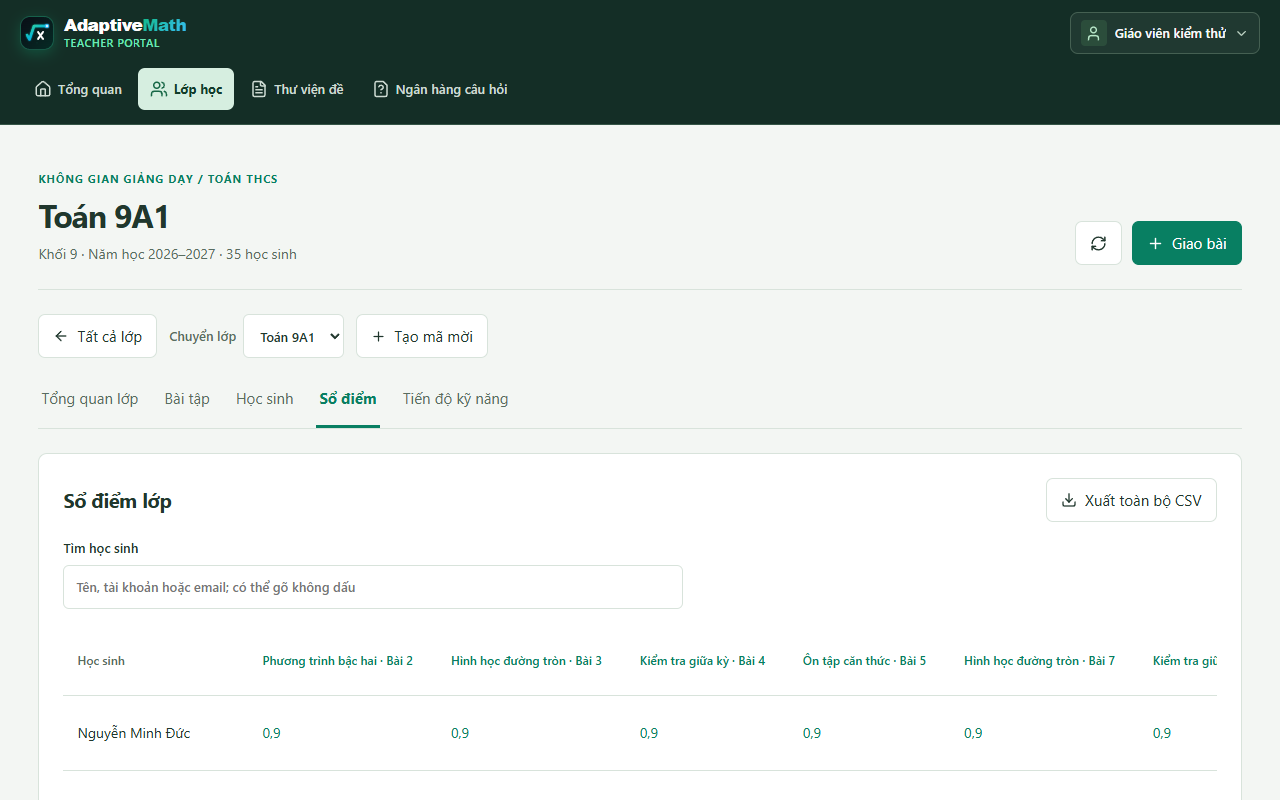 AdaptiveMath
TEACHER PORTAL
Giáo viên kiểm thử
Tổng quan
Lớp học
Thư viện đề
Ngân hàng câu hỏi
KHÔNG GIAN GIẢNG DẠY / TOÁN THCS
Toán 9A1
Khối 9 · Năm học 2026–2027 · 35 học sinh
Giao bài
Tất cả lớp
Chuyển lớp
Toán 9A1
Tạo mã mời
Tổng quan lớp
Bài tập
Học sinh
Sổ điểm
Tiến độ kỹ năng
Sổ điểm lớp
Xuất toàn bộ CSV
Tìm học sinh
Tên, tài khoản hoặc email; có thể gõ không dấu
Học sinh
Phương trình bậc hai · Bài 2
Hình học đường tròn · Bài 3
Kiểm tra giữa kỳ · Bài 4
Ôn tập căn thức · Bài 5
Hình học đường tròn · Bài 7
Kiểm tra
Nguyễn Minh Đức
0,9
0,9
0,9
0,9
0,9
0,9